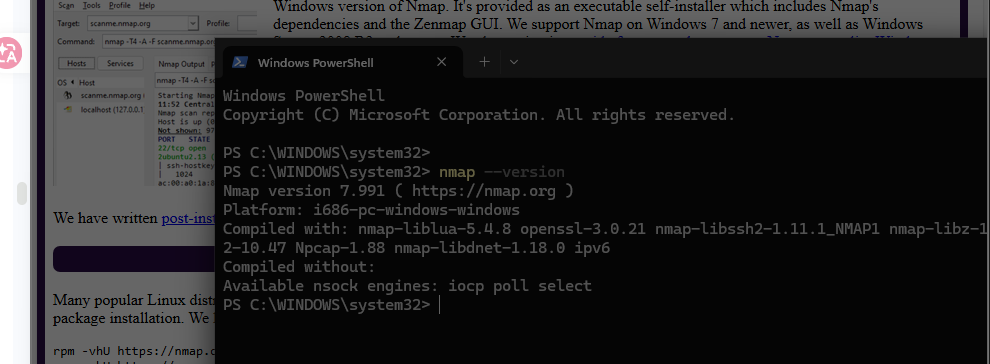 Windows version of Nmap. It's provided as an executable self-installer which includes Nmap's
dependencies and the Zenmap GUI. We support Nmap on Windows 7 and newer, as well as Windows
Scan Tools Profile Help
Target: scanme.nmap.org Profile:
Command: nmap -T4 -A -F scanme.nmap.org
Hosts Services Nmap Output
nmap -T4 -A -F scanme
OS Host
scanme.nmap.org
localhost (127.0.0.1
Starting Nmap
11:52 Central
Nmap scan rep
Host is up (0
Not shown: 97
PORT STATE
22/tcp open
2ubuntu2.13 (
| ssh-hostkey
| 1024
ac:00:a0:1a:8
We have written post-inst
Many popular Linux distr
package installation. We
rpm -vhU https://nmap.o
Windows PowerShell
Windows PowerShell
Copyright (C) Microsoft Corporation. All rights reserved.
PS C:\WINDOWS\system32>
PS C:\WINDOWS\system32> nmap --version
Nmap version 7.991 ( https://nmap.org )
Platform: i686-pc-windows-windows
Compiled with: nmap-liblua-5.4.8 openssl-3.0.21 nmap-libssh2-1.11.1_NMAP1 nmap-libz-1
2-10.47 Npcap-1.88 nmap-libdnet-1.18.0 ipv6
Compiled without:
Available nsock engines: iocp poll select
PS C:\WINDOWS\system32>